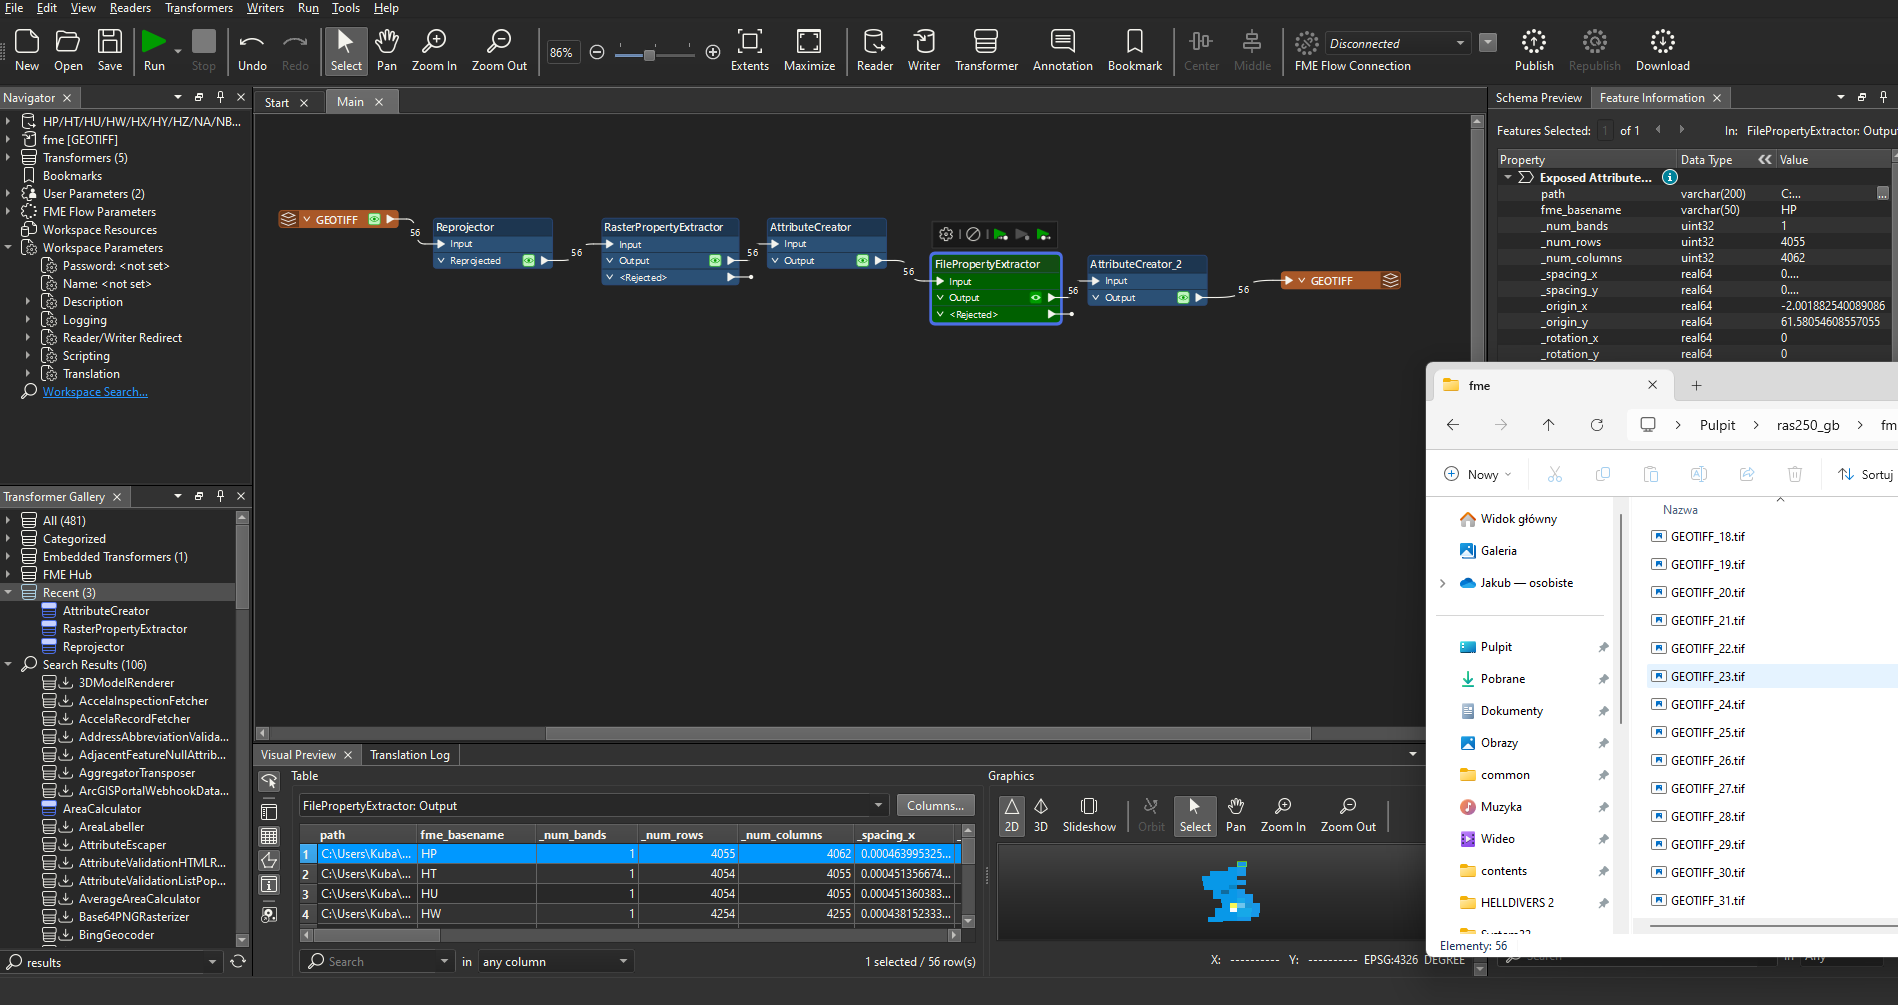 File Edit View Readers Transformers Writers Run Tools Help
New Open Save Run Stop Undo Redo Select Pan Zoom In Zoom Out 86% Extents Maximize Reader Writer Transformer Annotation Bookmark Center Middle Disconnected FME Flow Connection Publish Republish Download
Navigator
HP/HT/HU/HW/HX/HY/HZ/NA/NB...
fme [GEOTIFF]
Transformers (5)
Bookmarks
User Parameters (2)
FME Flow Parameters
Workspace Resources
Workspace Parameters
Password: <not set>
Name: <not set>
Description
Logging
Reader/Writer Redirect
Scripting
Translation
Workspace Search...
Transformer Gallery
All (481)
Categorized
Embedded Transformers (1)
FME Hub
Recent (3)
AttributeCreator
RasterPropertyExtractor
Reprojector
Search Results (106)
3DModelRenderer
AccelaInspectionFetcher
AccelaRecordFetcher
AddressAbbreviationValida...
AdjacentFeatureNullAttrib...
AggregatorTransposer
ArcGISPortalWebhookData...
AreaCalculator
AreaLabeller
AttributeEscaper
AttributeValidationHTMLR...
AttributeValidationListPop...
AverageAreaCalculator
Base64PNGRasterizer
BingGeocoder
results
Start Main
GEOTIFF
56
Reprojector
Input
Reprojected
56
RasterPropertyExtractor
Input
Output
<Rejected>
56
AttributeCreator
Input
Output
56
FilePropertyExtractor
Input
Output
<Rejected>
56
AttributeCreator_2
Input
Output
56
GEOTIFF
Visual Preview Translation Log
Table
FilePropertyExtractor: Output Columns...
path fme_basename _num_bands _num_rows _num_columns _spacing_x
1 C:\Users\Kuba\... HP 1 4055 4062 0.000463995325...
2 C:\Users\Kuba\... HT 1 4054 4055 0.000451356674...
3 C:\Users\Kuba\... HU 1 4054 4055 0.000451360383...
4 C:\Users\Kuba\... HW 1 4254 4255 0.000438152333...
Search in any column 1 selected / 56 row(s)
Graphics
2D 3D Slideshow Orbit Select Pan Zoom In Zoom Out
X: ---------- Y: ---------- EPSG:4326 DEGREE
Schema Preview Feature Information
Features Selected: 1 of 1 In: FilePropertyExtractor: Outpu
Property Data Type Value
Exposed Attribute...
path varchar(200) C:...
fme_basename varchar(50) HP
_num_bands uint32 1
_num_rows uint32 4055
_num_columns uint32 4062
_spacing_x real64 0....
_spacing_y real64 0....
_origin_x real64 -2.001882540089086
_origin_y real64 61.58054608557055
_rotation_x real64 0
_rotation_y real64 0
fme
Pulpit ras250_gb fm
Nowy Sortuj
Widok główny
Galeria
Jakub — osobiste
Pulpit
Pobrane
Dokumenty
Obrazy
common
Muzyka
Wideo
contents
HELLDIVERS 2
Nazwa
GEOTIFF_18.tif
GEOTIFF_19.tif
GEOTIFF_20.tif
GEOTIFF_21.tif
GEOTIFF_22.tif
GEOTIFF_23.tif
GEOTIFF_24.tif
GEOTIFF_25.tif
GEOTIFF_26.tif
GEOTIFF_27.tif
GEOTIFF_28.tif
GEOTIFF_29.tif
GEOTIFF_30.tif
GEOTIFF_31.tif
Elementy: 56